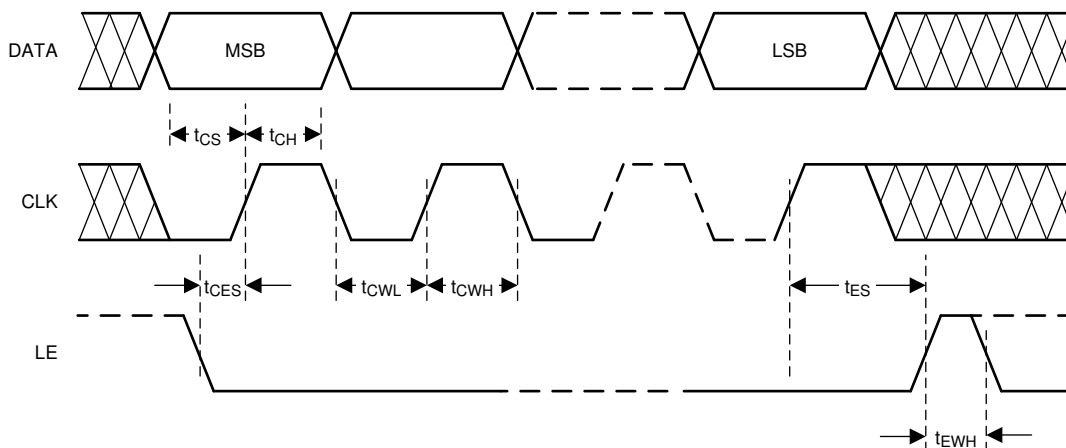 DATA
MSB
LSB
tCS
tCH
CLK
tCES
tCWL
tCWH
tES
LE
tEWH